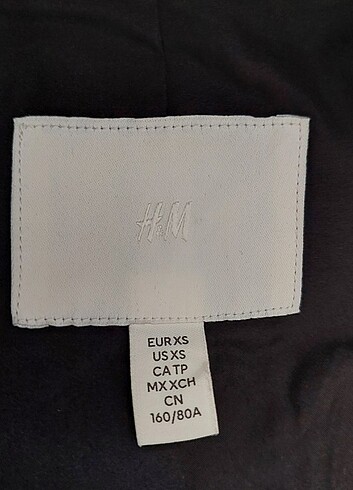 H&M
EUR XS
US XS
CA TP
MX XCH
CN
160/80A